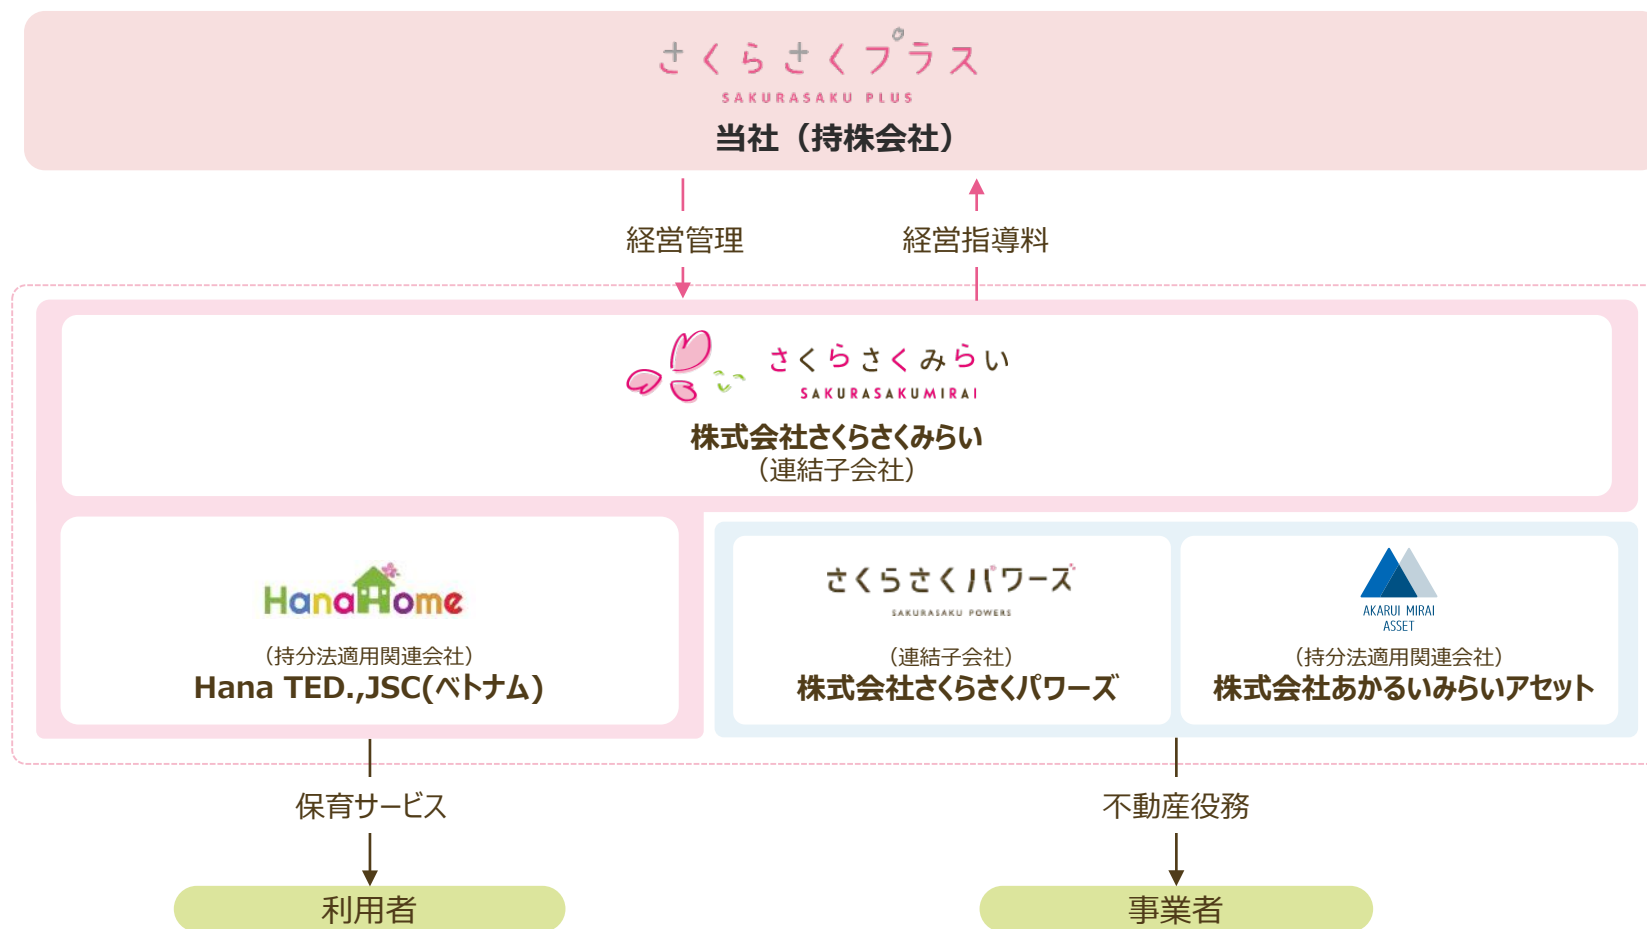 さくらさくプラス
SAKURASAKU PLUS
当社（持株会社）
経営管理
経営指導料
さくらさくみらい
SAKURASAKUMIRAI
株式会社さくらさくみらい
（連結子会社）
HanaHome
（持分法適用関連会社）
Hana TED.,JSC(ベトナム)
さくらさくパワーズ
SAKURASAKU POWERS
（連結子会社）
株式会社さくらさくパワーズ
AKARUI MIRAI
ASSET
（持分法適用関連会社）
株式会社あかるいみらいアセット
保育サービス
不動産役務
利用者
事業者